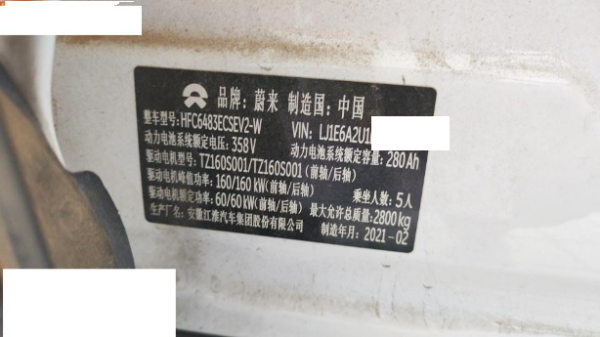 品牌：蔚来 制造国：中国
整车型号：HFC6483ECSEV2-W VIN: LJ1E6A2U1
动力电池系统额定电压：358V 动力电池系统额定容量：280Ah
驱动电机型号：TZ160S001/TZ160S001（前轴/后轴）
驱动电机峰值功率：160/160kW（前轴/后轴） 乘坐人数：5人
驱动电机额定功率：60/60kW（前轴/后轴） 最大允许总质量：2800kg
生产厂名：安徽江淮汽车集团股份有限公司 制造年月：2021-02